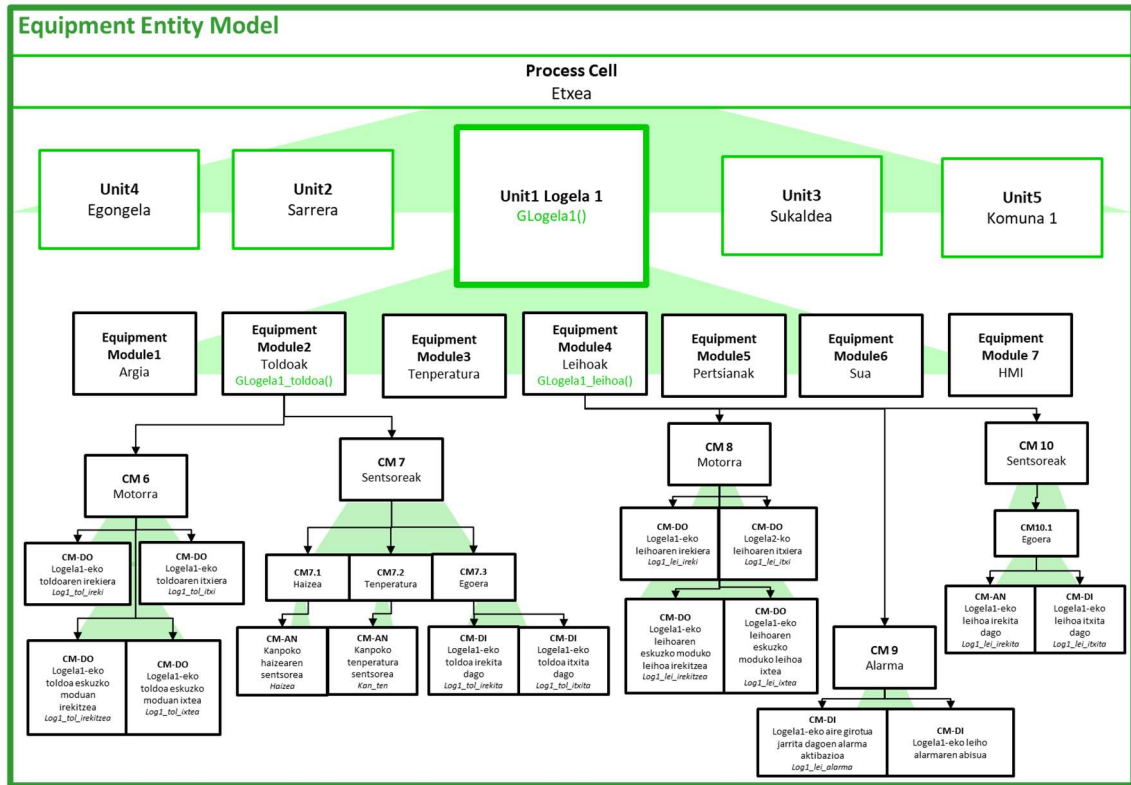 Equipment Entity Model
Process Cell
Etxea
Unit4
Egongela
Unit2
Sarrera
Unit1 Logela 1
GLogela1()
Unit3
Sukaldea
Unit5
Komuna 1
Equipment
Module1
Argia
Equipment
Module2
Toldoak
GLogela1_toldoa()
Equipment
Module3
Tenperatura
Equipment
Module4
Leihoak
GLogela1_leihoa()
Equipment
Module5
Pertsianak
Equipment
Module6
Sua
Equipment
Module 7
HMI
CM 6
Motorra
CM 7
Sentsoreak
CM 8
Motorra
CM 10
Sentsoreak
CM-DO
Logela1-eko
toldoaren irekiera
Log1_tol_ireki
CM-DO
Logela1-eko
toldoaren itxiera
Log1_tol_itxi
CM7.1
Haizea
CM7.2
Tenperatura
CM7.3
Egoera
CM-DO
Logela1-eko
leihoaren irekiera
Log1_lei_ireki
CM-DO
Logela2-ko
leihoaren itxiera
Log1_lei_itxi
CM10.1
Egoera
CM-DO
Logela1-eko
toldoa eskuzko
moduan
irekitzea
Log1_tol_irekitzea
CM-DO
Logela1-eko
toldoa eskuzko
moduan ixtea
Log1_tol_ixtea
CM-AN
Kanpoko
haizearen
sentsorea
Haizea
CM-AN
Kanpoko
tenperatura
sentsorea
Kan_ten
CM-DI
Logela1-eko
toldoa irekita
dago
Log1_tol_irekita
CM-DI
Logela1-eko
toldoa itxita
dago
Log1_tol_itxita
CM-DO
Logela1-eko
leihoaren
eskuzko moduko
leihoa irekitzea
Log1_lei_irekitzea
CM-DO
Logela1-eko
leihoaren
eskuzko
moduko leihoa
ixtea
Log1_lei_ixtea
CM 9
Alarma
CM-AN
Logela1-eko
leihoa irekita
dago
Log1_lei_irekita
CM-DI
Logela1-eko
leihoa itxita
dago
Log1_lei_itxita
CM-DI
Logela1-eko aire girotua
jarrita dagoen alarma
aktibazioa
Log1_lei_alarma
CM-DI
Logela1-eko leiho
alarmaren abisua